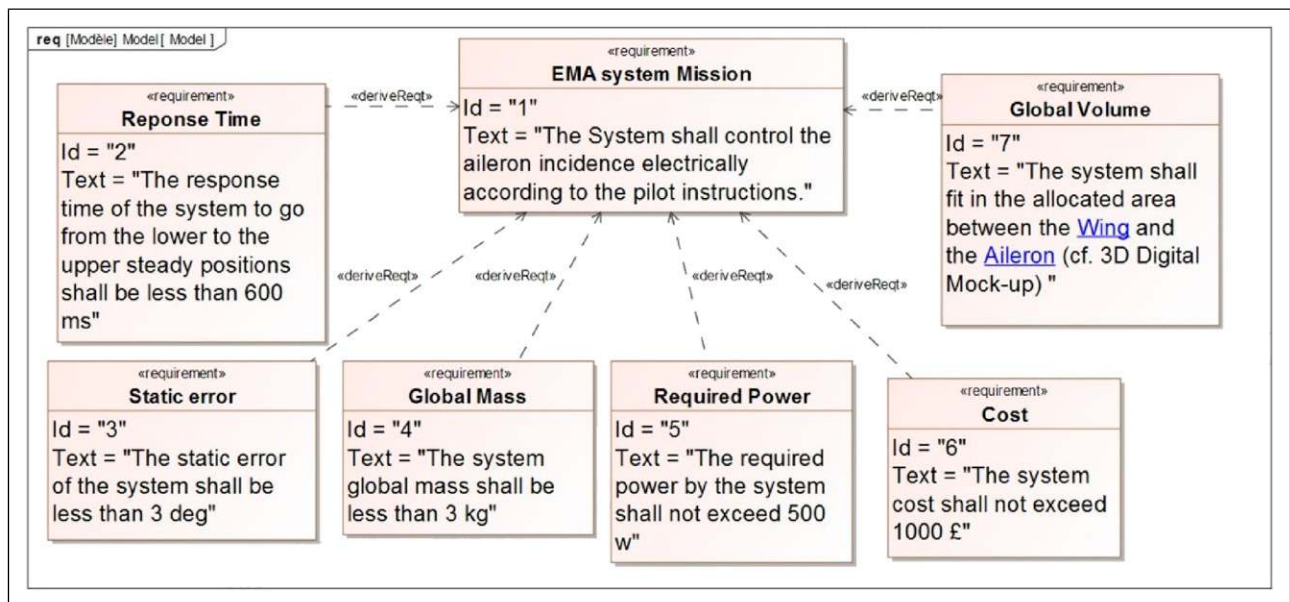 req [Modèle] Model[ Model ]
«requirement»
EMA system Mission
Id = "1"
Text = "The System shall control the
aileron incidence electrically
according to the pilot instructions."
«requirement»
Reponse Time
Id = "2"
Text = "The response
time of the system to go
from the lower to the
upper steady positions
shall be less than 600
ms"
«deriveReqt»
«deriveReqt»
«requirement»
Global Volume
Id = "7"
Text = "The system shall
fit in the allocated area
between the Wing and
the Aileron (cf. 3D Digital
Mock-up) "
«deriveReqt»
«deriveReqt»
«deriveReqt»
«deriveReqt»
«requirement»
Static error
Id = "3"
Text = "The static error
of the system shall be
less than 3 deg"
«requirement»
Global Mass
Id = "4"
Text = "The system
global mass shall be
less than 3 kg"
«requirement»
Required Power
Id = "5"
Text = "The required
power by the system
shall not exceed 500
w"
«requirement»
Cost
Id = "6"
Text = "The system
cost shall not exceed
1000 £"